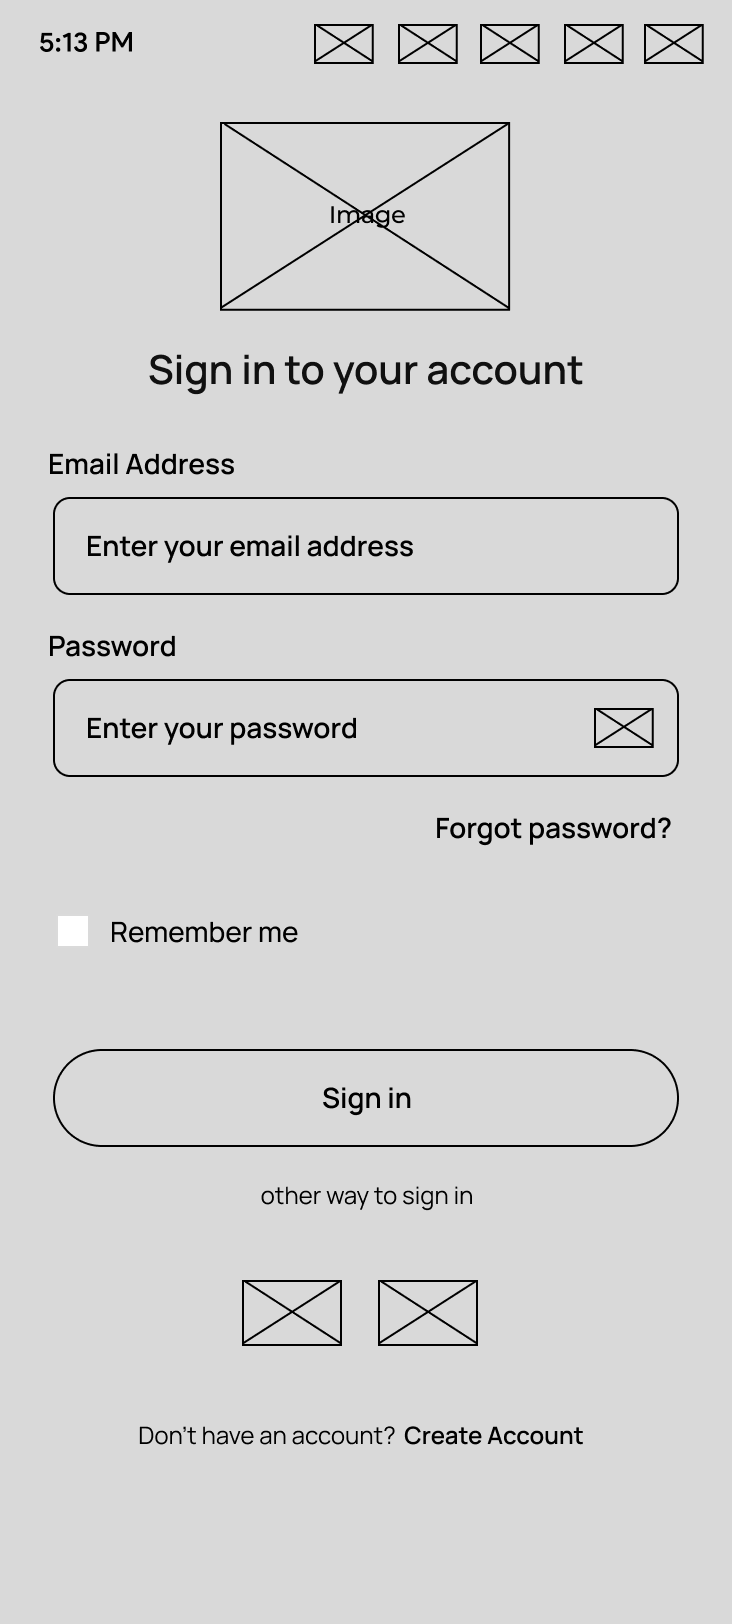 5:13 PM
Image
Sign in to your account
Email Address
Enter your email address
Password
Enter your password
Forgot password?
Remember me
Sign in
other way to sign in
Don't have an account? Create Account